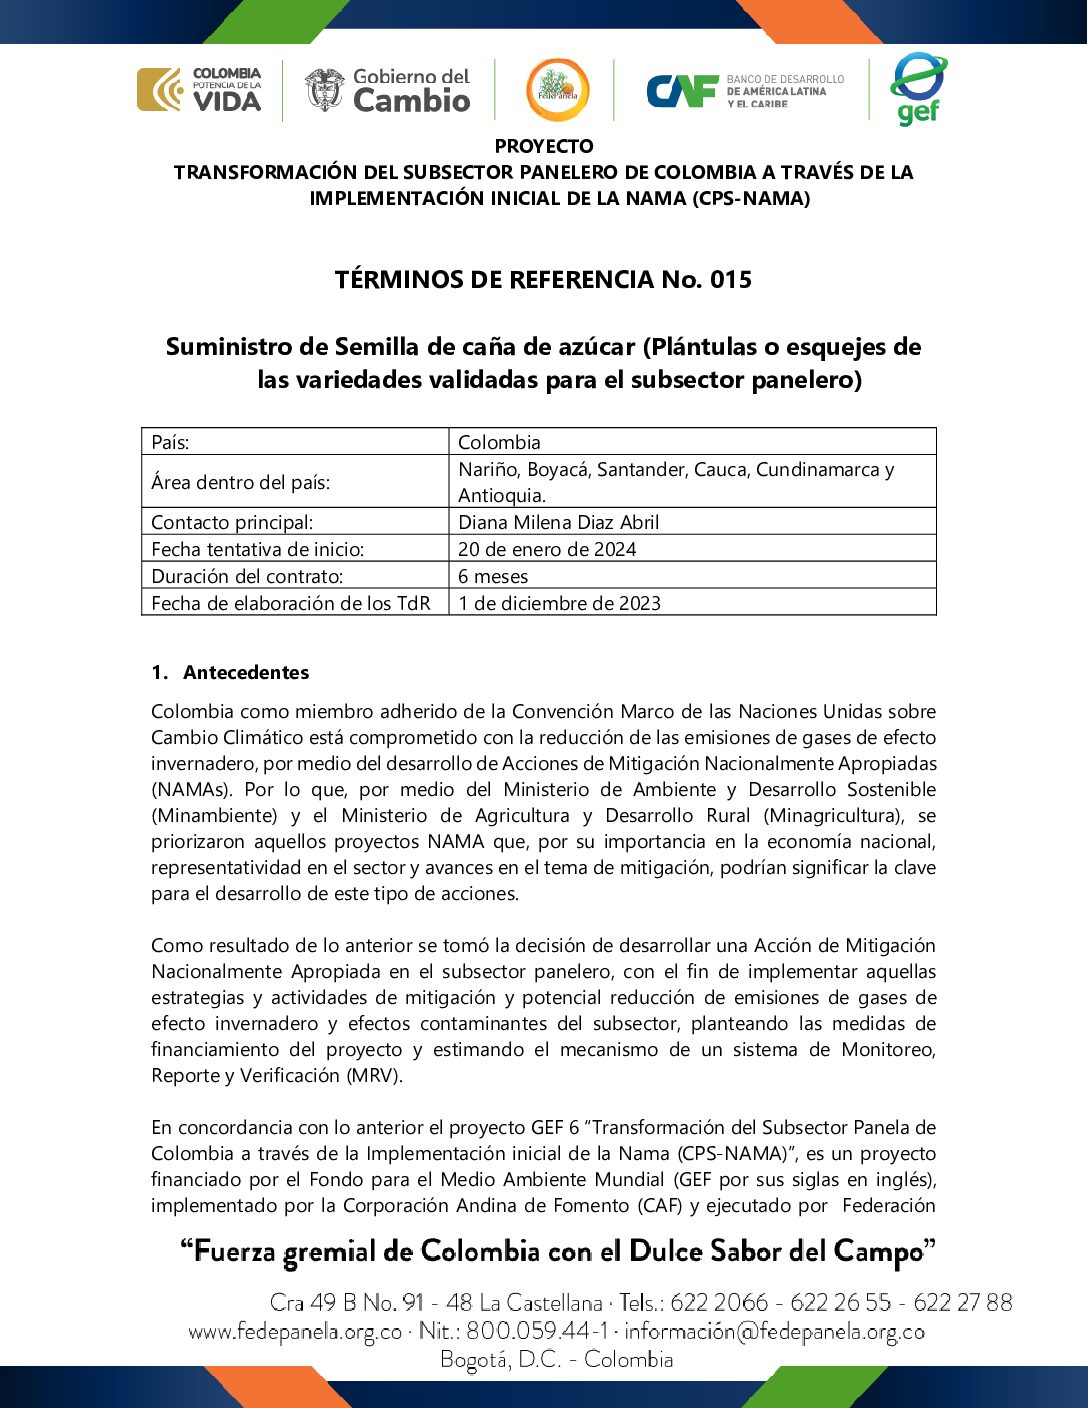 COLOMBIA
POTENCIA DE LA
VIDA
Gobierno del
Cambio
FedePanela
CAF
BANCO DE DESARROLLO
DE AMÉRICA LATINA
Y EL CARIBE
gef
PROYECTO
TRANSFORMACIÓN DEL SUBSECTOR PANELERO DE COLOMBIA A TRAVÉS DE LA
IMPLEMENTACIÓN INICIAL DE LA NAMA (CPS-NAMA)
TÉRMINOS DE REFERENCIA No. 015
Suministro de Semilla de caña de azúcar (Plántulas o esquejes de
las variedades validadas para el subsector panelero)
País: Colombia
Área dentro del país: Nariño, Boyacá, Santander, Cauca, Cundinamarca y
Antioquia.
Contacto principal: Diana Milena Diaz Abril
Fecha tentativa de inicio: 20 de enero de 2024
Duración del contrato: 6 meses
Fecha de elaboración de los TdR 1 de diciembre de 2023
1. Antecedentes
Colombia como miembro adherido de la Convención Marco de las Naciones Unidas sobre
Cambio Climático está comprometido con la reducción de las emisiones de gases de efecto
invernadero, por medio del desarrollo de Acciones de Mitigación Nacionalmente Apropiadas
(NAMAs). Por lo que, por medio del Ministerio de Ambiente y Desarrollo Sostenible
(Minambiente) y el Ministerio de Agricultura y Desarrollo Rural (Minagricultura), se
priorizaron aquellos proyectos NAMA que, por su importancia en la economía nacional,
representatividad en el sector y avances en el tema de mitigación, podrían significar la clave
para el desarrollo de este tipo de acciones.
Como resultado de lo anterior se tomó la decisión de desarrollar una Acción de Mitigación
Nacionalmente Apropiada en el subsector panelero, con el fin de implementar aquellas
estrategias y actividades de mitigación y potencial reducción de emisiones de gases de
efecto invernadero y efectos contaminantes del subsector, planteando las medidas de
financiamiento del proyecto y estimando el mecanismo de un sistema de Monitoreo,
Reporte y Verificación (MRV).
En concordancia con lo anterior el proyecto GEF 6 “Transformación del Subsector Panela de
Colombia a través de la Implementación inicial de la Nama (CPS-NAMA)”, es un proyecto
financiado por el Fondo para el Medio Ambiente Mundial (GEF por sus siglas en inglés),
implementado por la Corporación Andina de Fomento (CAF) y ejecutado por Federación
“Fuerza gremial de Colombia con el Dulce Sabor del Campo”
Cra 49 B No. 91 - 48 La Castellana · Tels.: 622 2066 - 622 26 55 - 622 27 88
www.fedepanela.org.co · Nit.: 800.059.44-1 · información@fedepanela.org.co
Bogotá, D.C. - Colombia